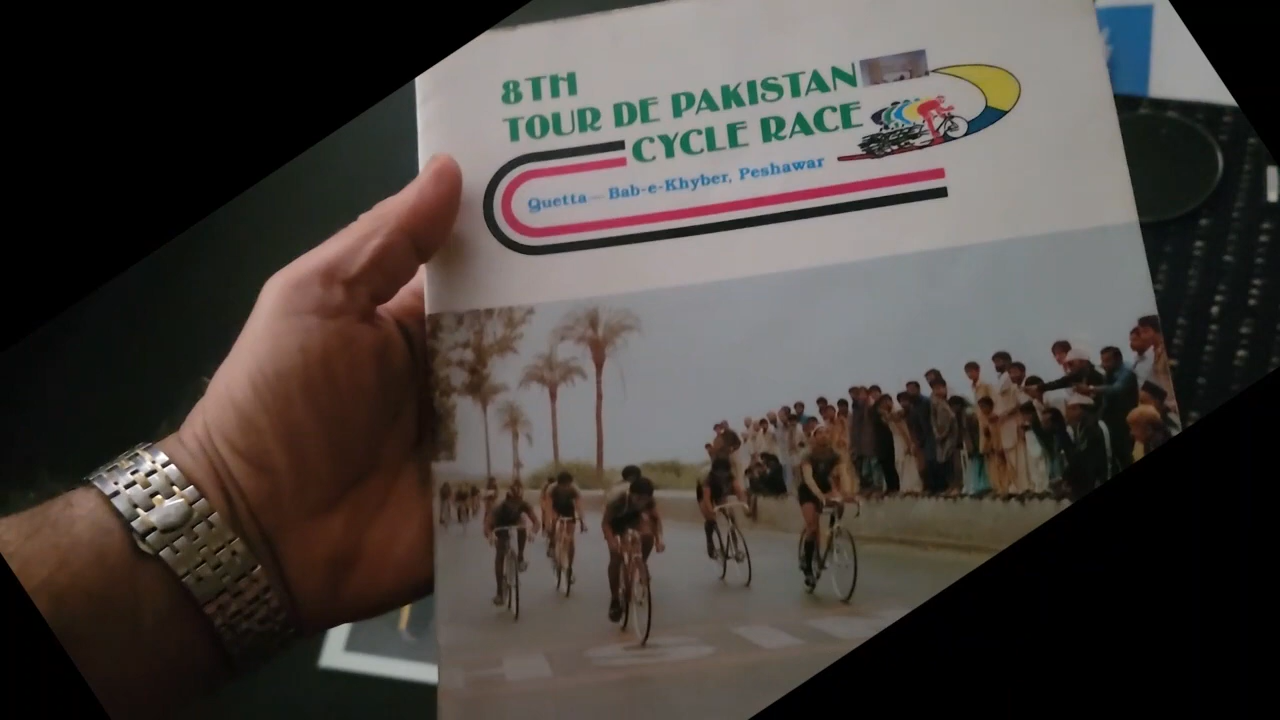 8TH
TOUR DE PAKISTAN
CYCLE RACE
Quetta — Bab-e-Khyber, Peshawar